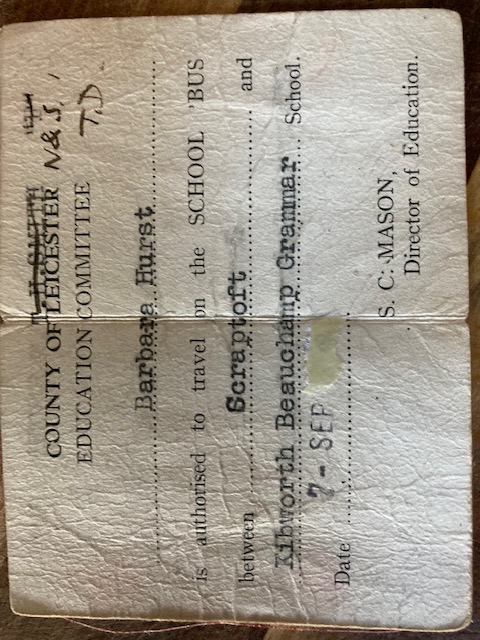 COUNTY OF LEICESTER N & S.
EDUCATION COMMITTEE T.D.
Barbara Hurst
is authorised to travel on the SCHOOL 'BUS
between Scraptoft and
Kibworth Beauchamp Grammar School.
Date 7 - SEP
S. C. MASON,
Director of Education.